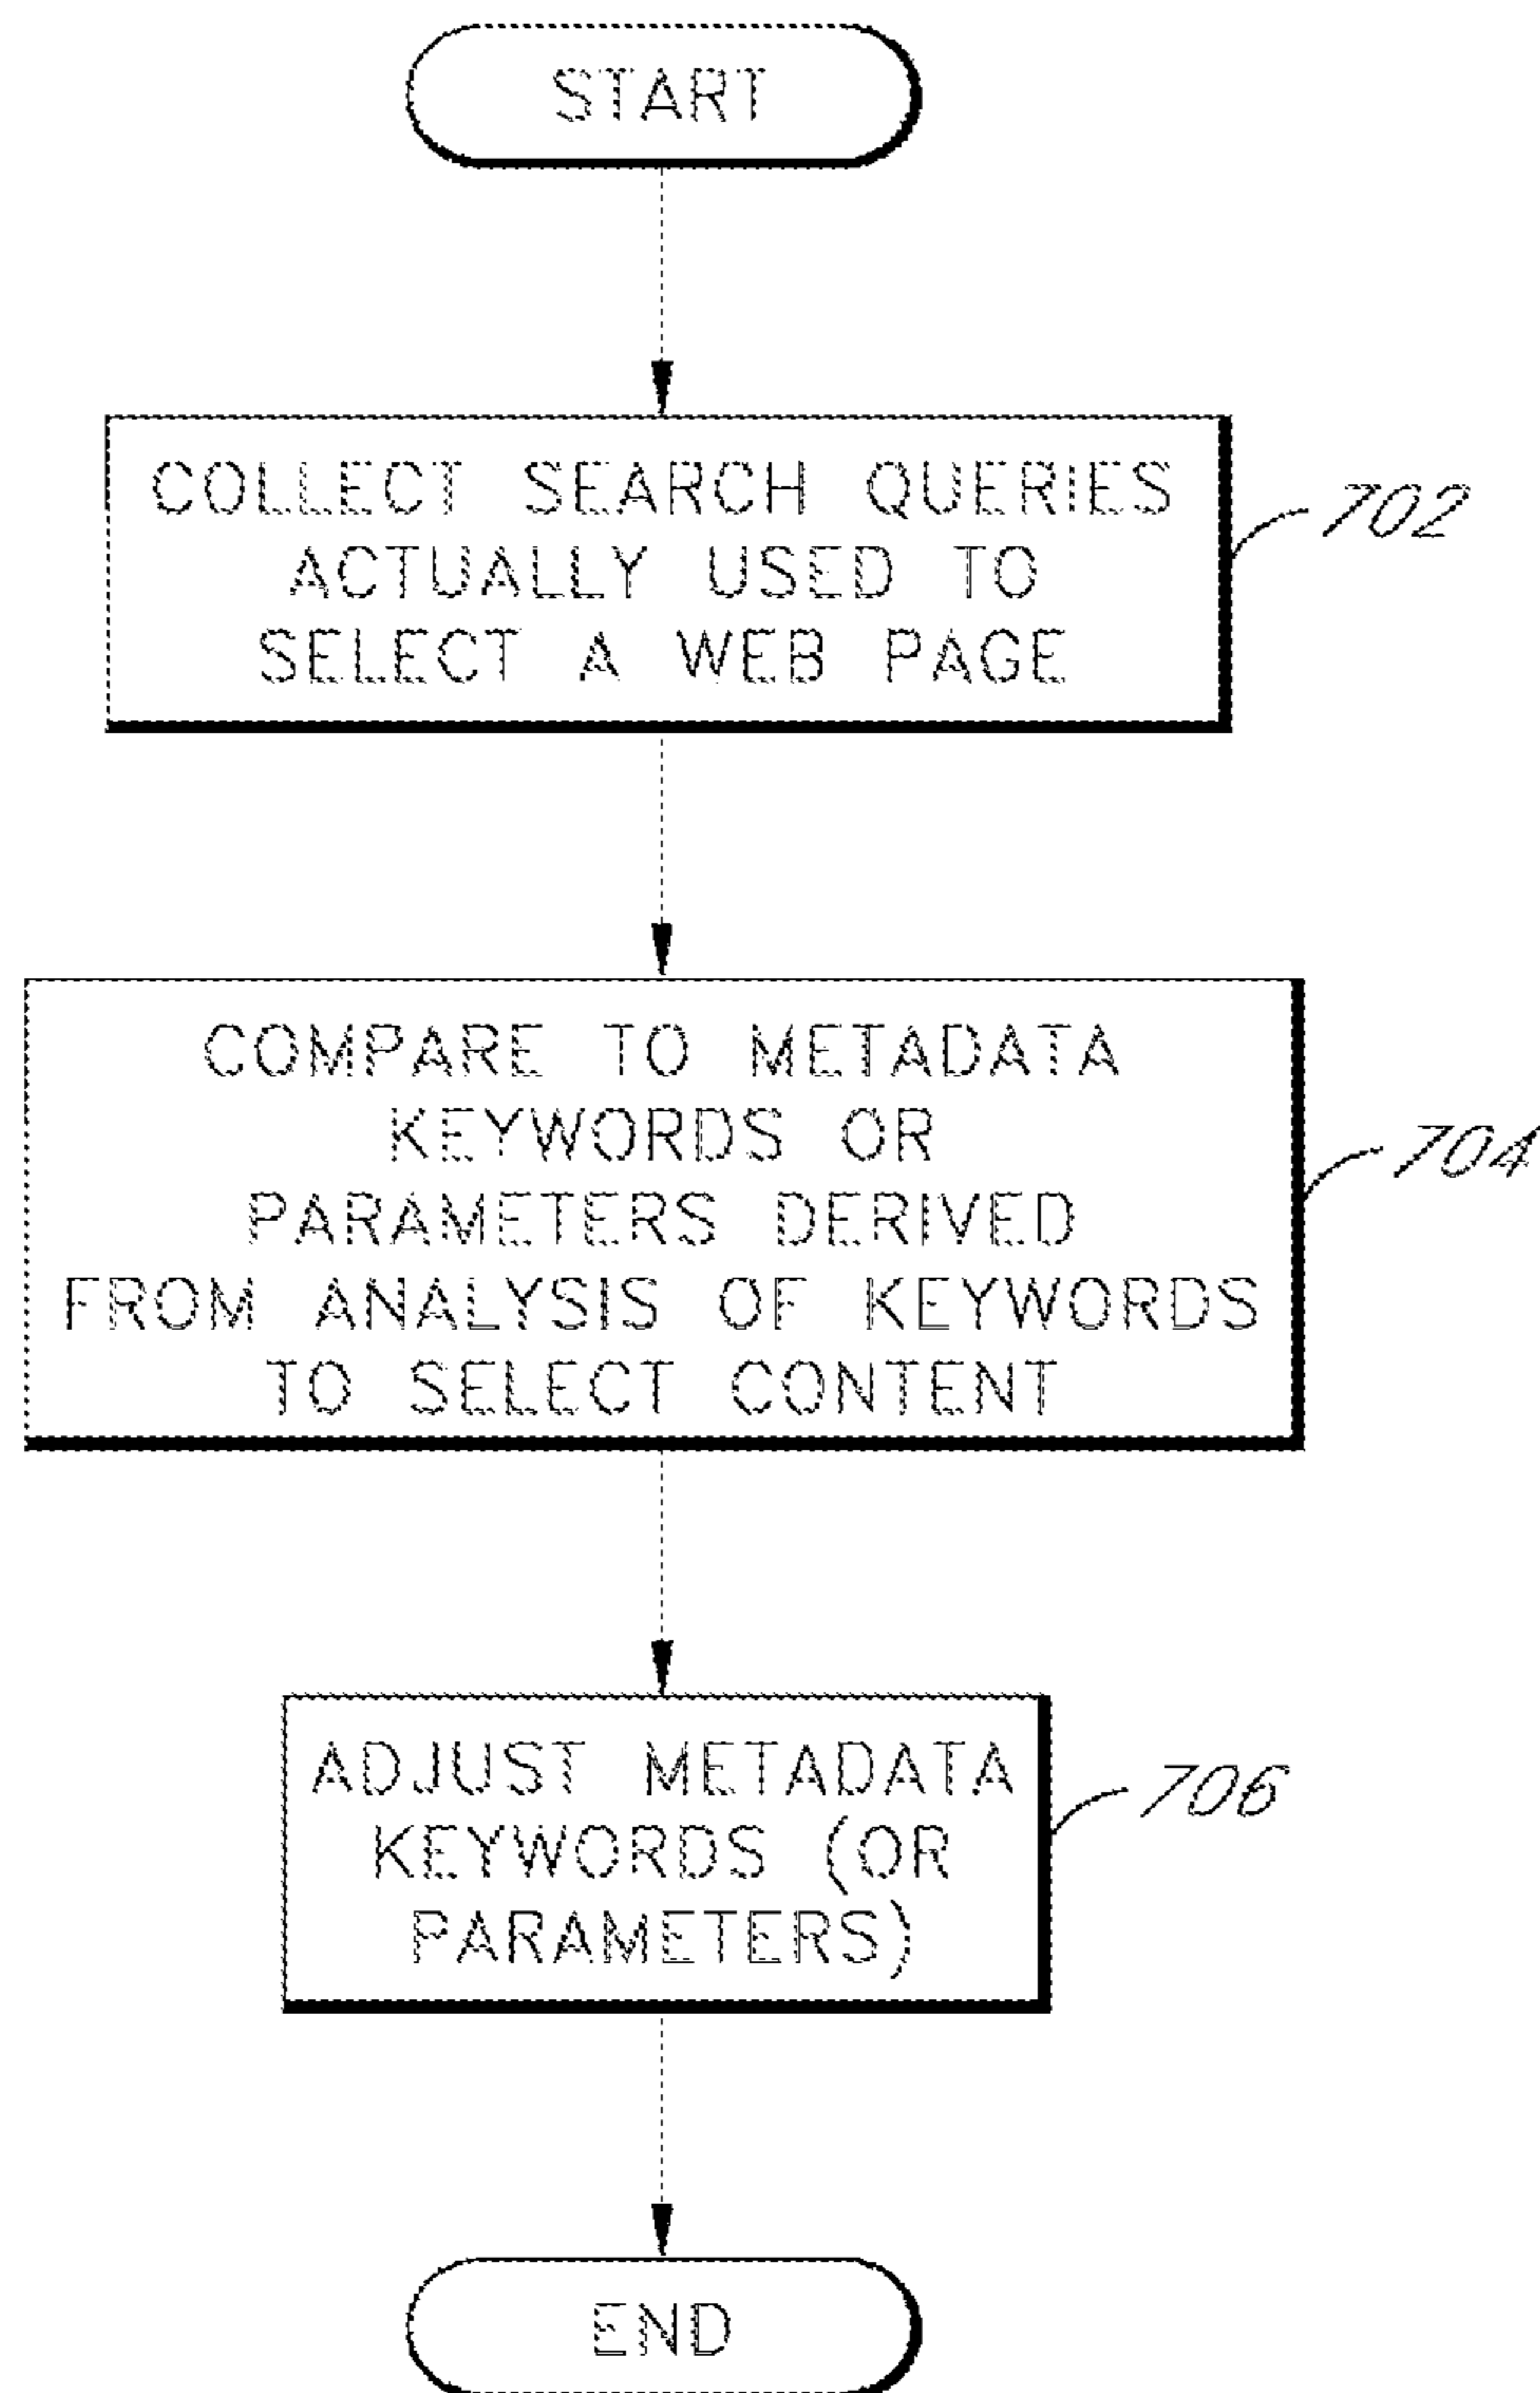 START
COLLECT SEARCH QUERIES
ACTUALLY USED TO
SELECT A WEB PAGE
702
COMPARE TO METADATA
KEYWORDS OR
PARAMETERS DERIVED
FROM ANALYSIS OF KEYWORDS
TO SELECT CONTENT
704
ADJUST METADATA
KEYWORDS (OR
PARAMETERS)
706
END